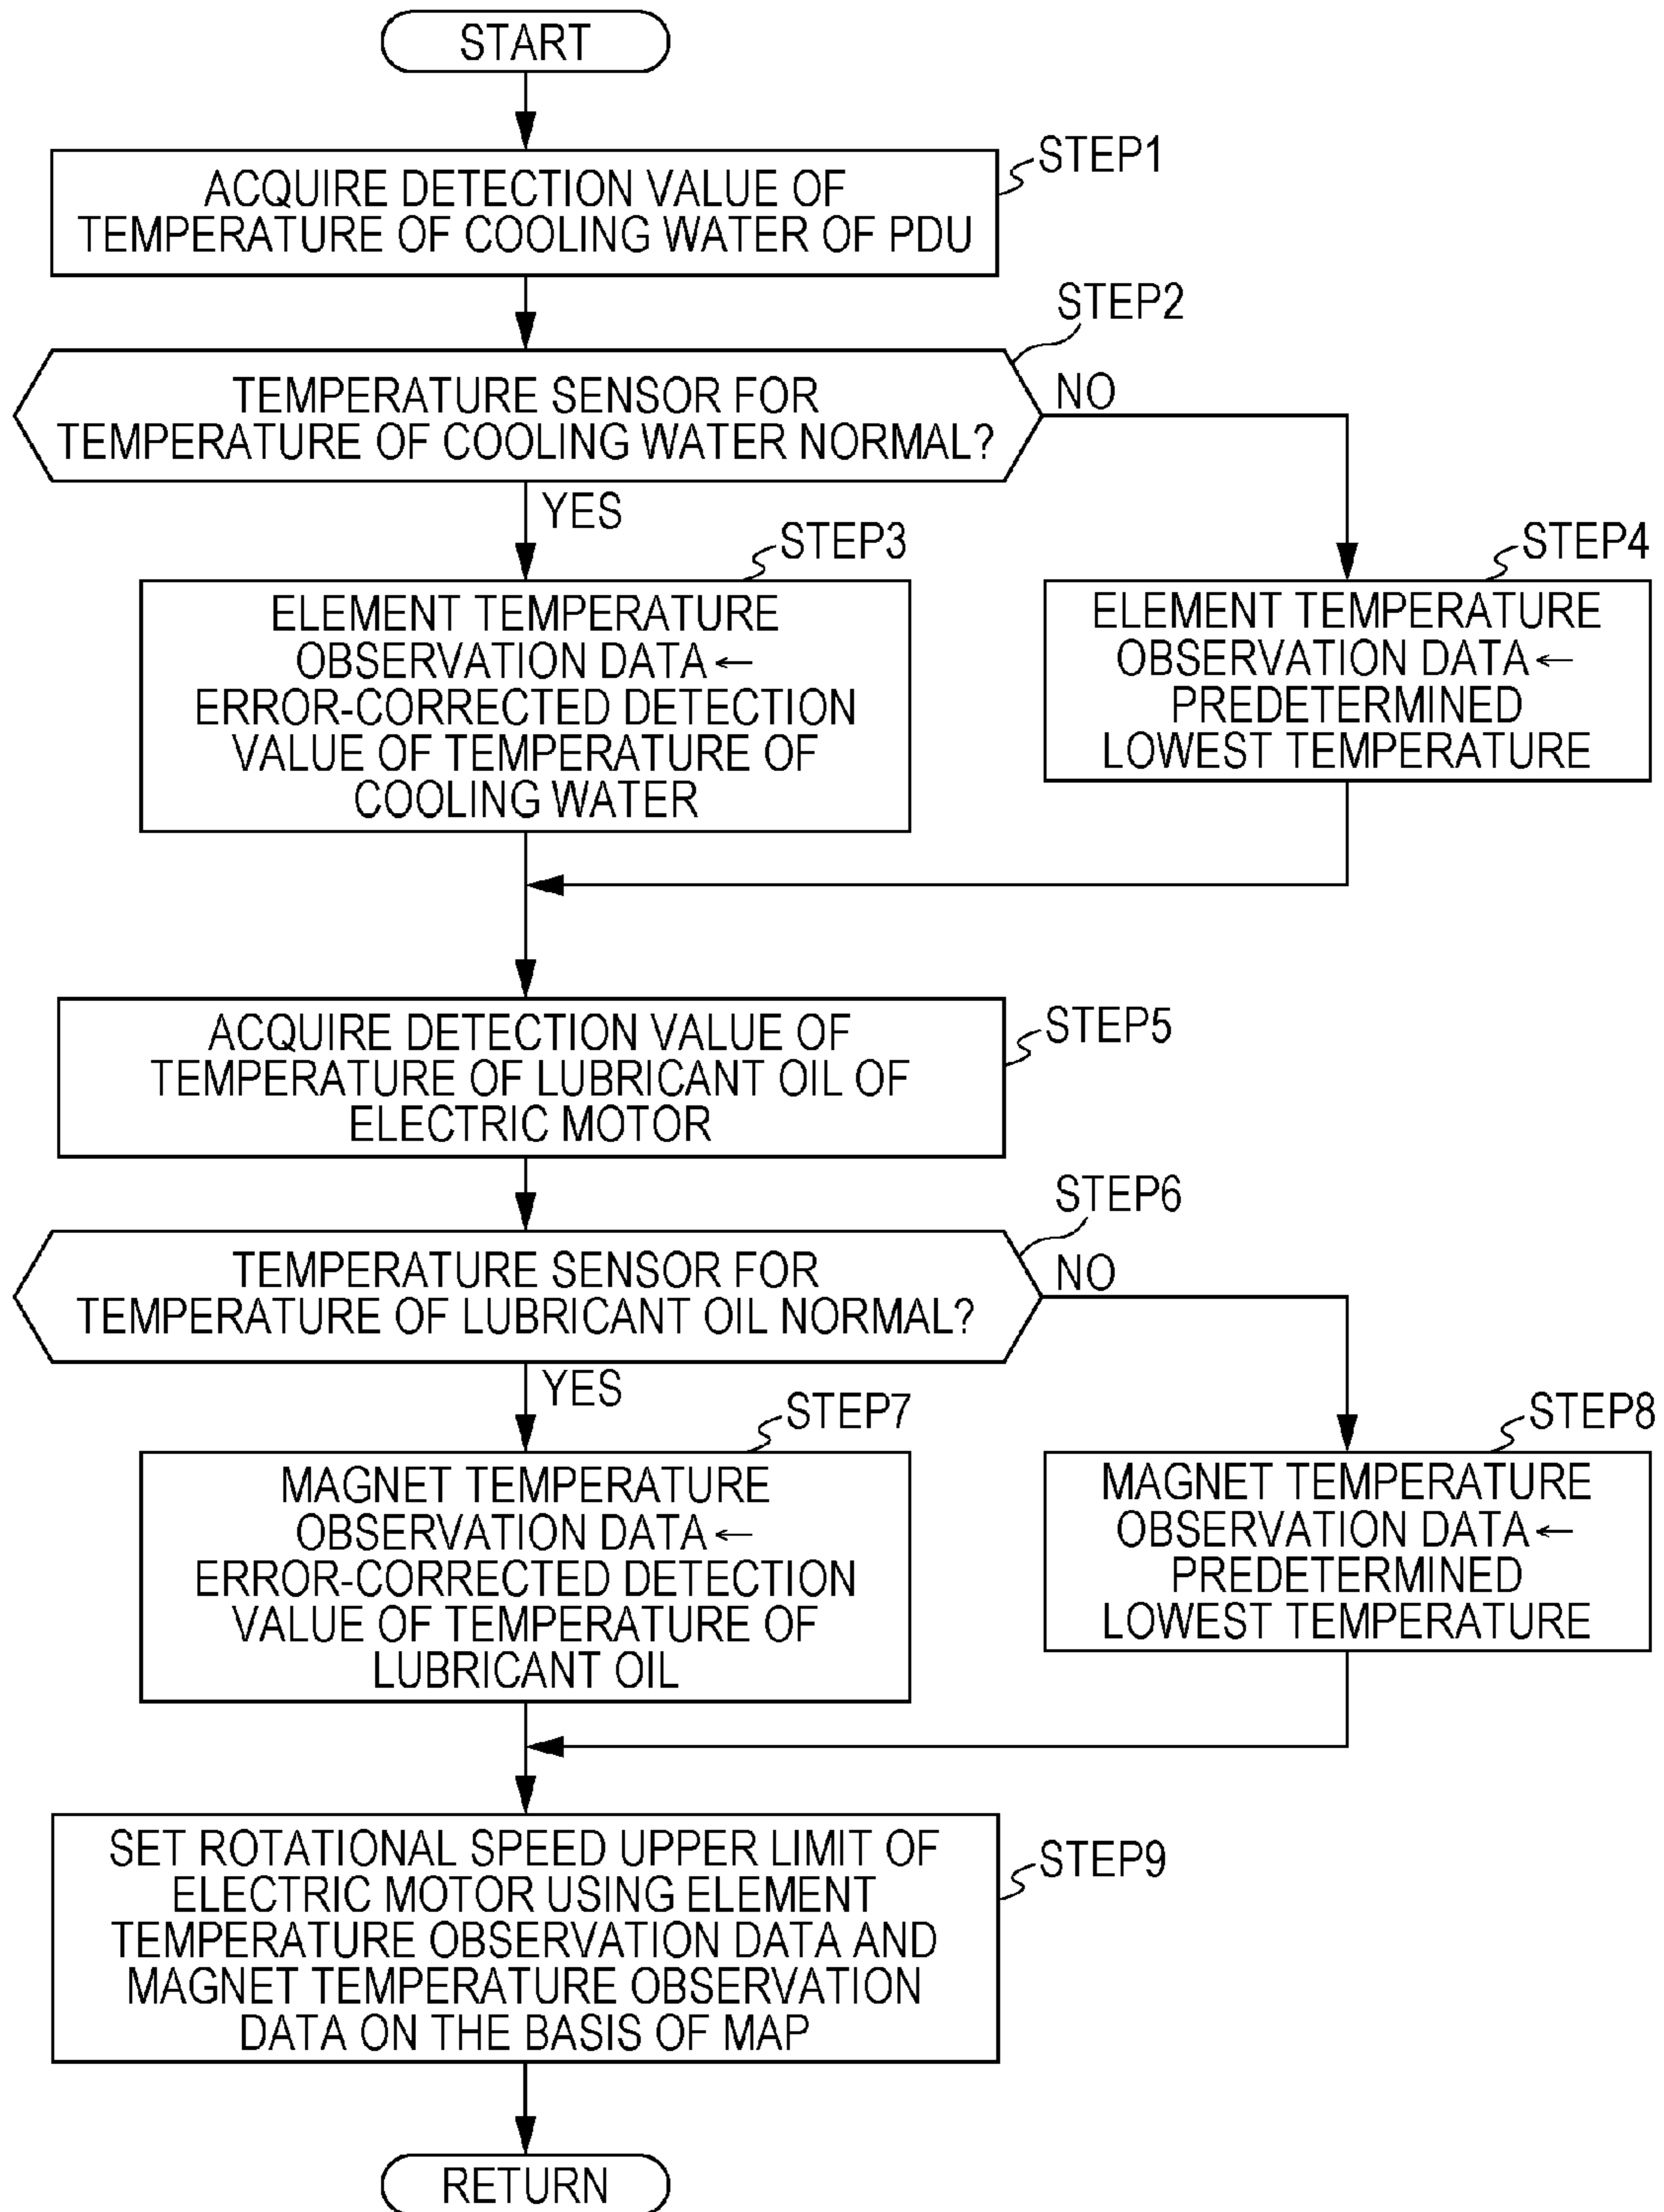 START
STEP1
ACQUIRE DETECTION VALUE OF
TEMPERATURE OF COOLING WATER OF PDU
STEP2
TEMPERATURE SENSOR FOR
TEMPERATURE OF COOLING WATER NORMAL?
NO
YES
STEP3
ELEMENT TEMPERATURE
OBSERVATION DATA←
ERROR-CORRECTED DETECTION
VALUE OF TEMPERATURE OF
COOLING WATER
STEP4
ELEMENT TEMPERATURE
OBSERVATION DATA←
PREDETERMINED
LOWEST TEMPERATURE
STEP5
ACQUIRE DETECTION VALUE OF
TEMPERATURE OF LUBRICANT OIL OF
ELECTRIC MOTOR
STEP6
TEMPERATURE SENSOR FOR
TEMPERATURE OF LUBRICANT OIL NORMAL?
NO
YES
STEP7
MAGNET TEMPERATURE
OBSERVATION DATA←
ERROR-CORRECTED DETECTION
VALUE OF TEMPERATURE OF
LUBRICANT OIL
STEP8
MAGNET TEMPERATURE
OBSERVATION DATA←
PREDETERMINED
LOWEST TEMPERATURE
STEP9
SET ROTATIONAL SPEED UPPER LIMIT OF
ELECTRIC MOTOR USING ELEMENT
TEMPERATURE OBSERVATION DATA AND
MAGNET TEMPERATURE OBSERVATION
DATA ON THE BASIS OF MAP
RETURN